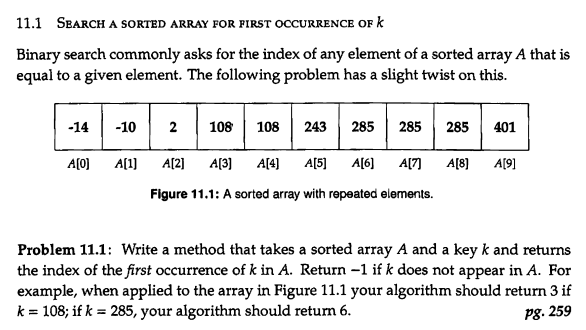 11.1 SEARCH A SORTED ARRAY FOR FIRST OCCURRENCE OF k
Binary search commonly asks for the index of any element of a sorted array A that is
equal to a given element. The following problem has a slight twist on this.
-14 -10 2 108 108 243 285 285 285 401
A[0] A[1] A[2] A[3] A[4] A[5] A[6] A[7] A[8] A[9]
Figure 11.1: A sorted array with repeated elements.
Problem 11.1: Write a method that takes a sorted array A and a key k and returns
the index of the first occurrence of k in A. Return −1 if k does not appear in A. For
example, when applied to the array in Figure 11.1 your algorithm should return 3 if
k = 108; if k = 285, your algorithm should return 6. pg. 259